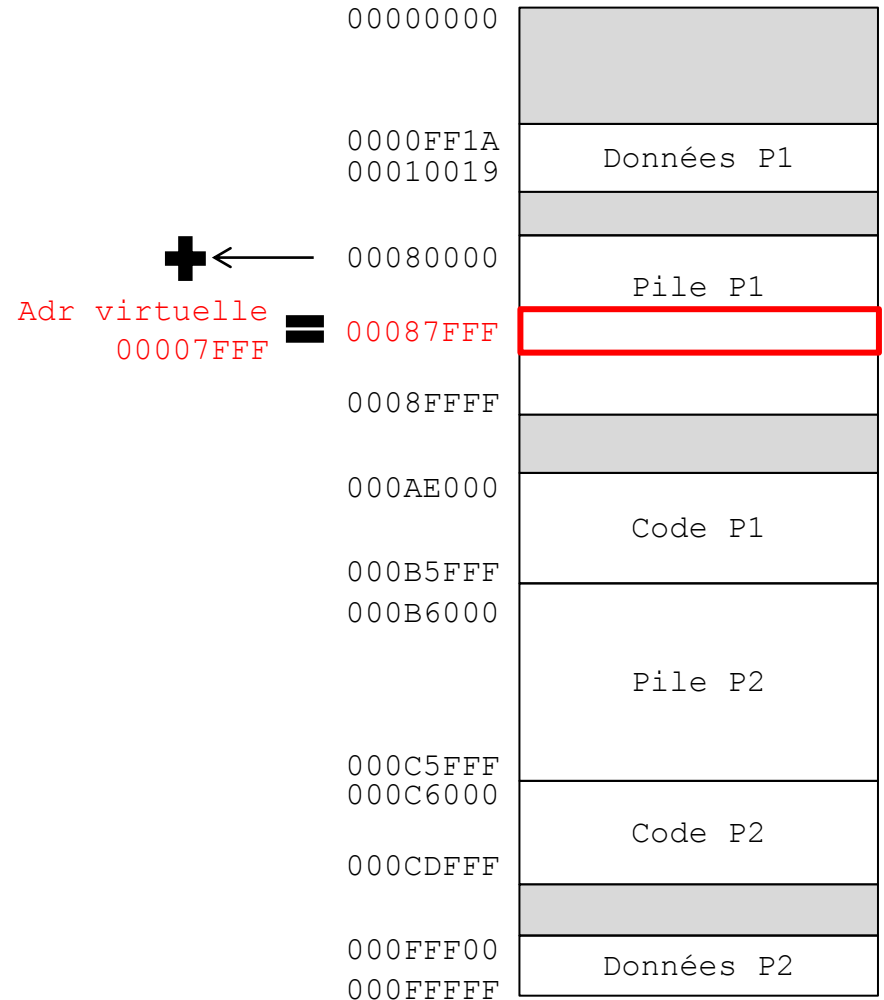 00000000
0000FF1A
00010019
Données P1
00080000
Pile P1
Adr virtuelle
00007FFF
00087FFF
0008FFFF
000AE000
Code P1
000B5FFF
000B6000
Pile P2
000C5FFF
000C6000
Code P2
000CDFFF
000FFF00
Données P2
000FFFFF